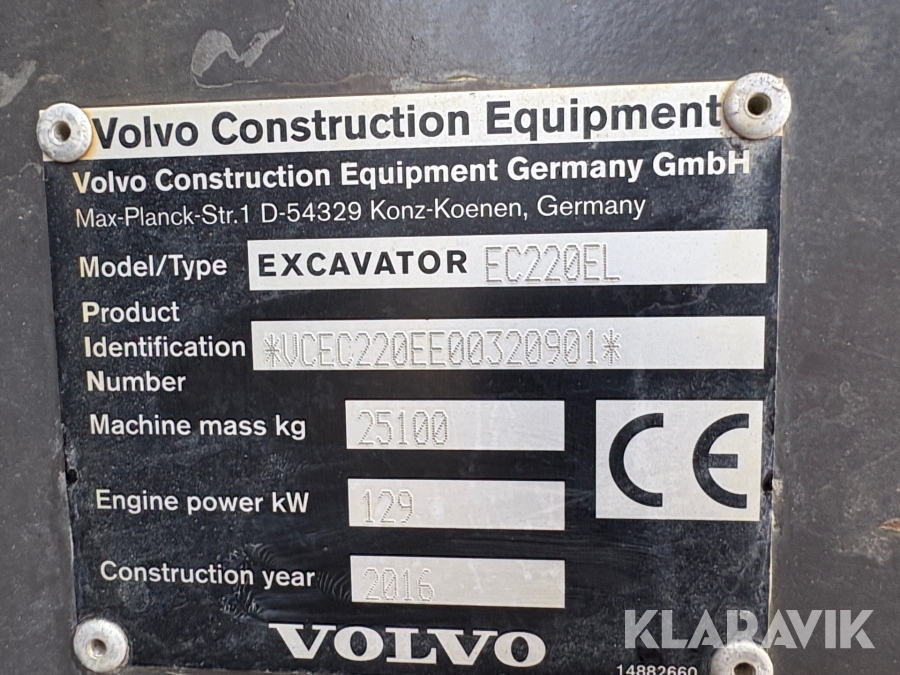 Volvo Construction Equipment
Volvo Construction Equipment Germany GmbH
Max-Planck-Str.1 D-54329 Konz-Koenen, Germany
Model/Type EXCAVATOR EC220EL
Product
Identification *VCEC220EE00320901*
Number
Machine mass kg 25100
CE
Engine power kW 129
Construction year 2016
VOLVO
KLARAVIK
14882660